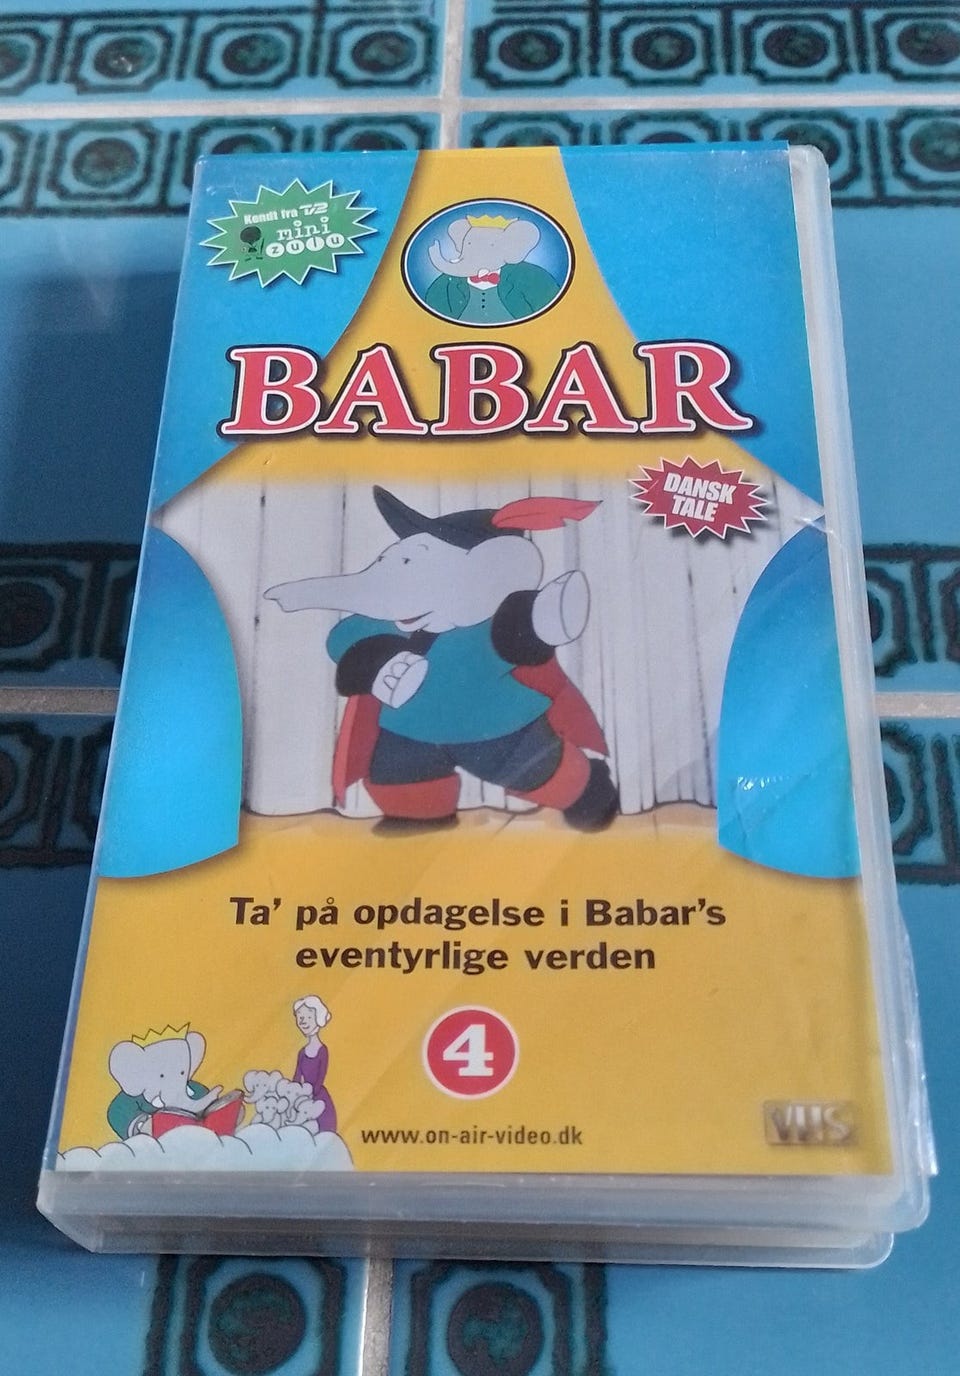 Kendt fra TV2
mini
zulu
BABAR
DANSK
TALE
Ta' på opdagelse i Babar's
eventyrlige verden
4
www.on-air-video.dk
VHS